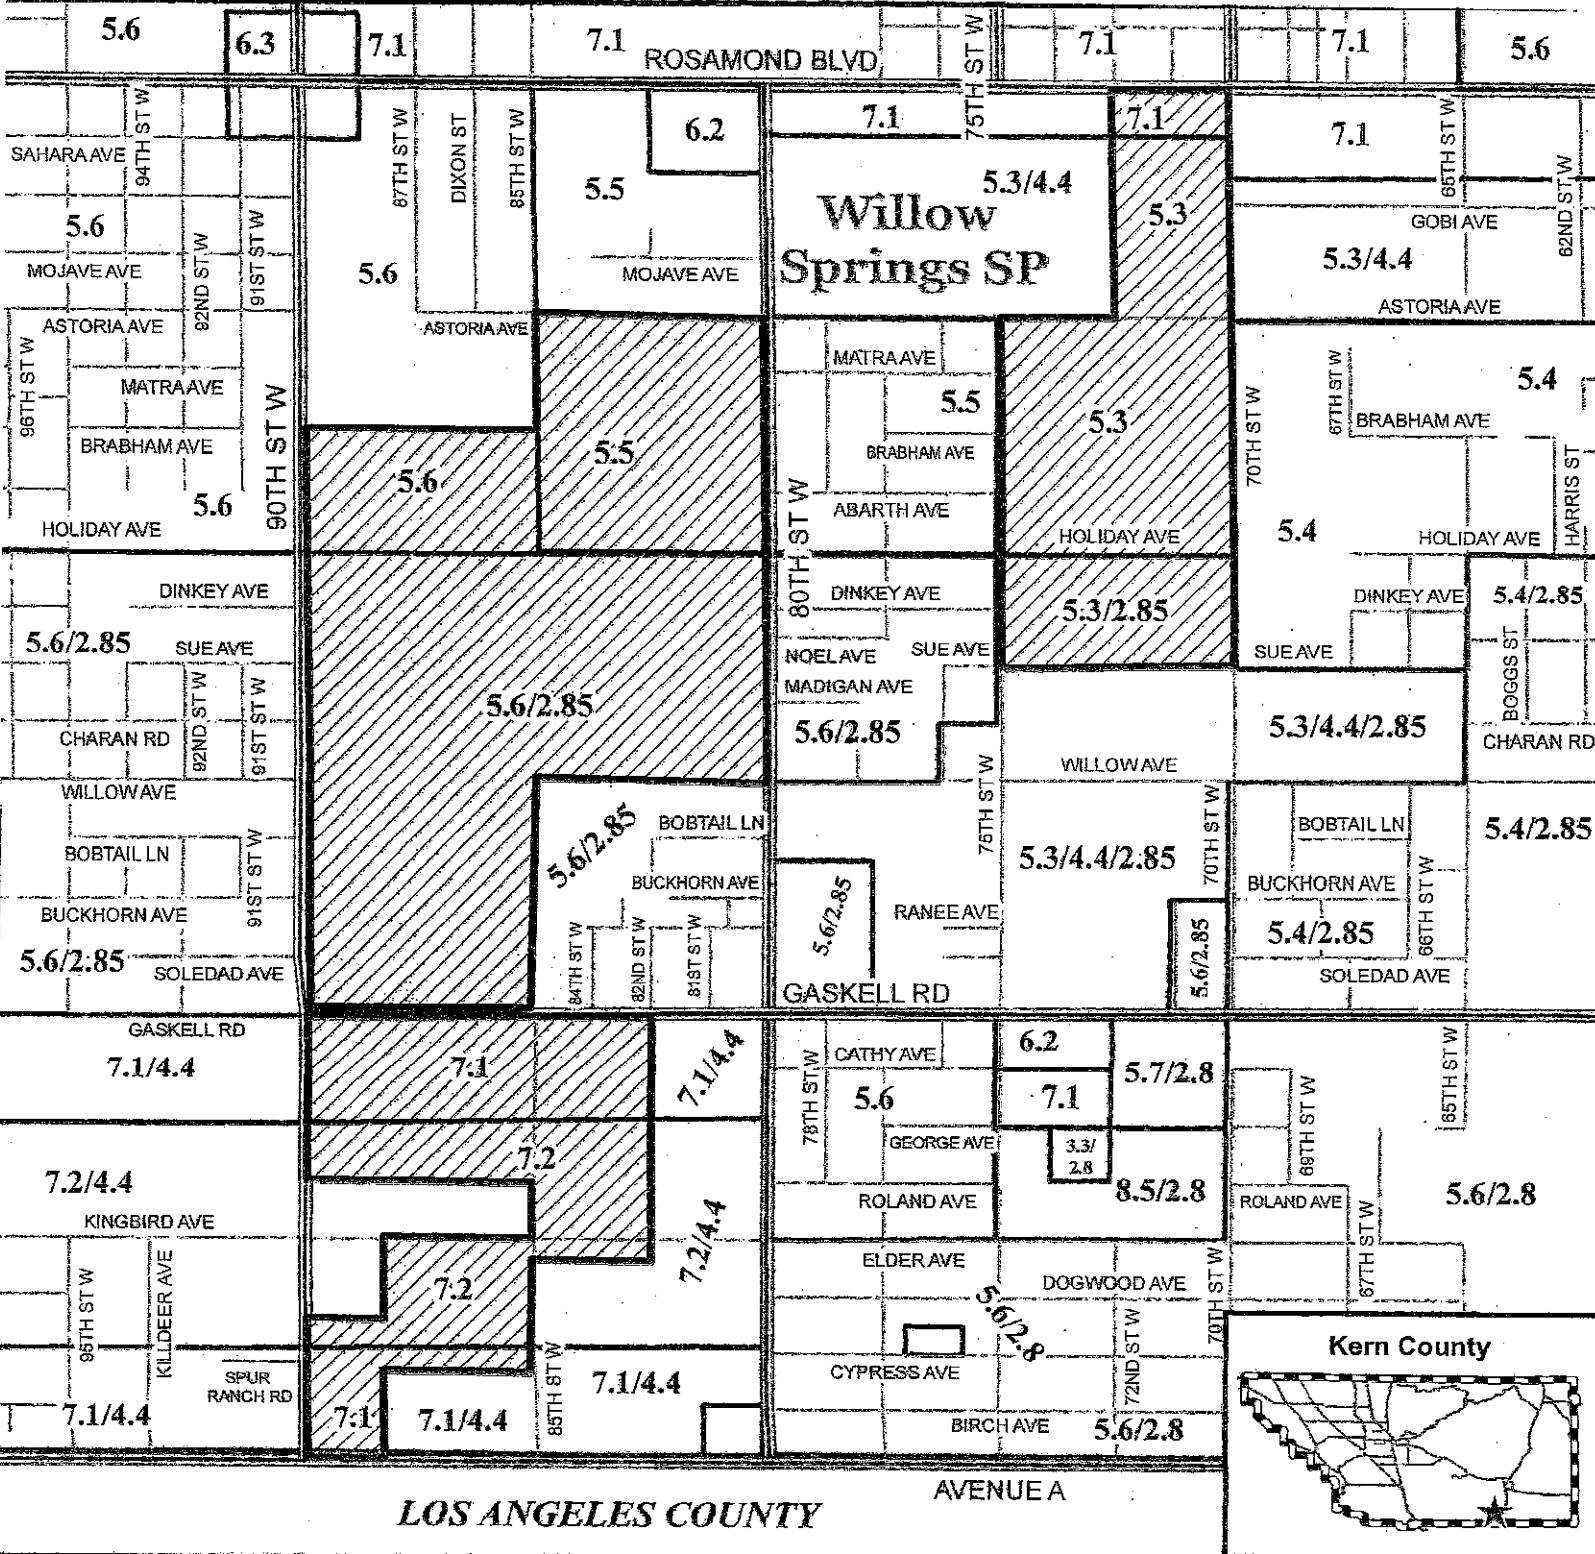 5.6
6.3
7.1
7.1
ROSAMOND BLVD
75TH ST W
7.1
7.1
5.6
SAHARA AVE
94TH ST W
87TH ST W
DIXON ST
85TH ST W
6.2
7.1
7.1
7.1
65TH ST W
5.6
5.5
5.3/4.4
Willow
Springs SP
5.3
GOBI AVE
62ND ST W
MOJAVE AVE
92ND ST W
91ST ST W
5.6
MOJAVE AVE
5.3/4.4
ASTORIA AVE
ASTORIA AVE
ASTORIA AVE
96TH ST W
MATRA AVE
90TH ST W
MATRA AVE
5.5
5.3
70TH ST W
67TH ST W
5.4
BRABHAM AVE
BRABHAM AVE
5.6
5.6
5.5
BRABHAM AVE
HARRIS ST
HOLIDAY AVE
80TH ST W
ABARTH AVE
HOLIDAY AVE
5.4
HOLIDAY AVE
DINKEY AVE
DINKEY AVE
5.3/2.85
DINKEY AVE
5.4/2.85
5.6/2.85
SUE AVE
NOEL AVE
SUE AVE
SUE AVE
BOGGS ST
92ND ST W
91ST ST W
5.6/2.85
MADIGAN AVE
5.6/2.85
5.3/4.4/2.85
CHARAN RD
CHARAN RD
WILLOW AVE
WILLOW AVE
BOBTAIL LN
91ST ST W
5.6/2.85
BOBTAIL LN
75TH ST W
5.3/4.4/2.85
70TH ST W
BOBTAIL LN
5.4/2.85
BUCKHORN AVE
BUCKHORN AVE
5.6/2.85
RANEE AVE
BUCKHORN AVE
66TH ST W
5.6/2.85
SOLEDAD AVE
84TH ST W
82ND ST W
81ST ST W
5.6/2.85
5.4/2.85
SOLEDAD AVE
GASKELL RD
GASKELL RD
7.1/4.4
7.1
7.1/4.4
78TH ST W
CATHY AVE
6.2
5.7/2.8
65TH ST W
5.6
7.1
69TH ST W
GEORGE AVE
3.3/
2.8
7.2/4.4
7.2
7.2/4.4
ROLAND AVE
8.5/2.8
ROLAND AVE
5.6/2.8
KINGBIRD AVE
95TH ST W
KILLDEER AVE
7.2
ELDER AVE
DOGWOOD AVE
5.6/2.8
72ND ST W
70TH ST W
67TH ST W
SPUR
RANCH RD
7.1/4.4
7.1
7.1/4.4
85TH ST W
7.1/4.4
CYPRESS AVE
BIRCH AVE
5.6/2.8
Kern County
AVENUE A
LOS ANGELES COUNTY